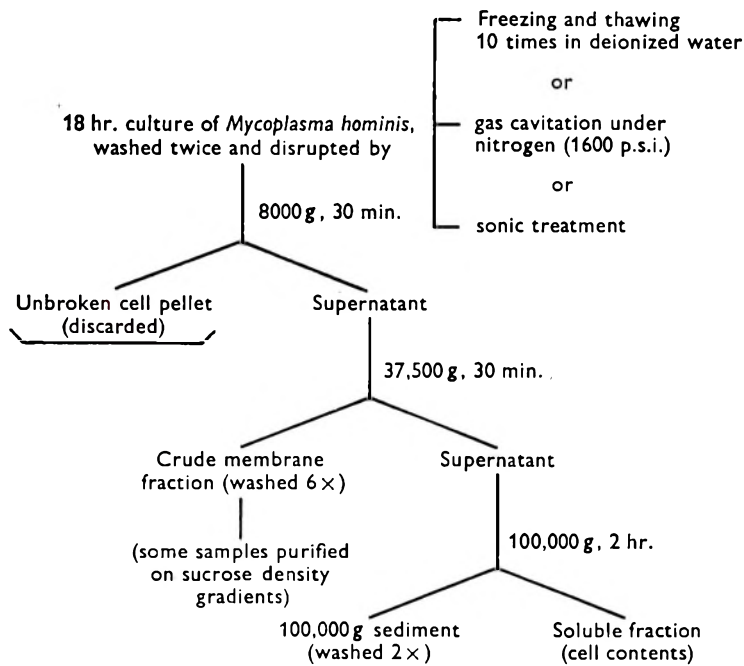 Freezing and thawing
10 times in deionized water
or
18 hr. culture of Mycoplasma hominis,
washed twice and disrupted by
gas cavitation under
nitrogen (1600 p.s.i.)
or
sonic treatment
8000 g, 30 min.
Unbroken cell pellet
(discarded)
Supernatant
37,500 g, 30 min.
Crude membrane
fraction (washed 6 ×)
Supernatant
(some samples purified
on sucrose density
gradients)
100,000 g, 2 hr.
100,000 g sediment
(washed 2 ×)
Soluble fraction
(cell contents)